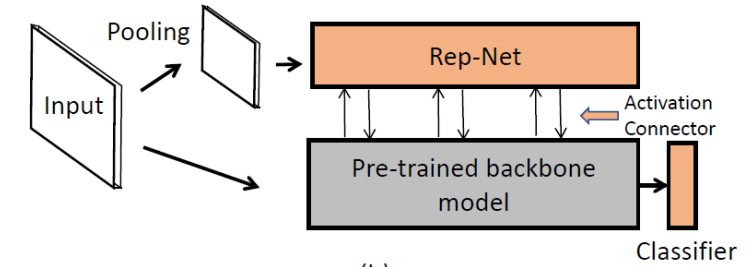 Pooling
Input
Rep-Net
Activation
Connector
Pre-trained backbone
model
Classifier